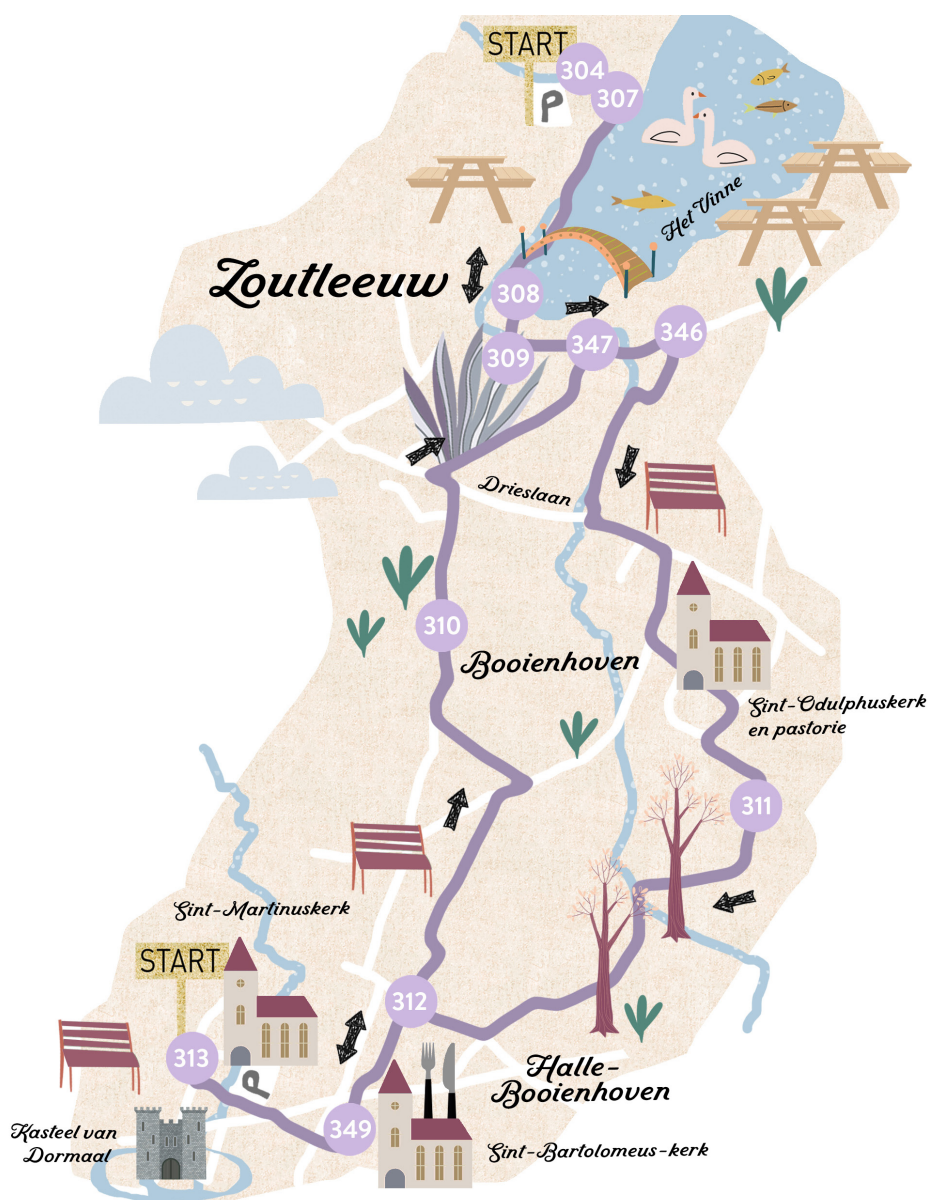 START
304
307
P
Het Vinne
Zoutleeuw
308
309
347
346
Drieslaan
310
Booienhoven
Sint-Odulphuskerk
en pastorie
311
Sint-Martinuskerk
START
312
313
P
Halle-
Booienhoven
349
Kasteel van
Dormaal
Sint-Bartolomeus-kerk